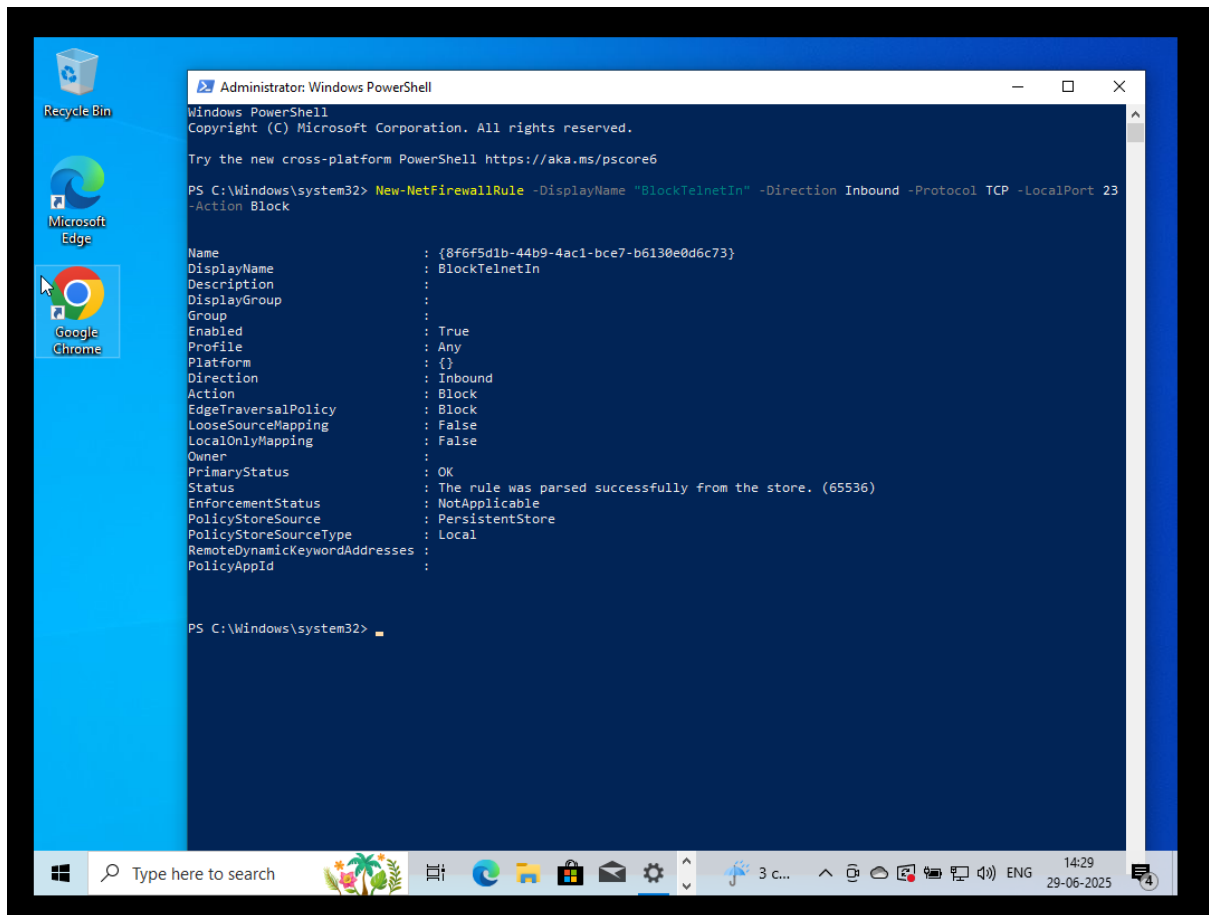 Recycle Bin
Microsoft
Edge
Google
Chrome
Administrator: Windows PowerShell
Windows PowerShell
Copyright (C) Microsoft Corporation. All rights reserved.
Try the new cross-platform PowerShell https://aka.ms/pscore6
PS C:\Windows\system32> New-NetFirewallRule -DisplayName "BlockTelnetIn" -Direction Inbound -Protocol TCP -LocalPort 23
-Action Block
Name : {8f6f5d1b-44b9-4ac1-bce7-b6130e0d6c73}
DisplayName : BlockTelnetIn
Description :
DisplayGroup :
Group :
Enabled : True
Profile : Any
Platform : {}
Direction : Inbound
Action : Block
EdgeTraversalPolicy : Block
LooseSourceMapping : False
LocalOnlyMapping : False
Owner :
PrimaryStatus : OK
Status : The rule was parsed successfully from the store. (65536)
EnforcementStatus : NotApplicable
PolicyStoreSource : PersistentStore
PolicyStoreSourceType : Local
RemoteDynamicKeywordAddresses :
PolicyAppId :
PS C:\Windows\system32>
Type here to search
3 c...
ENG
14:29
29-06-2025
4